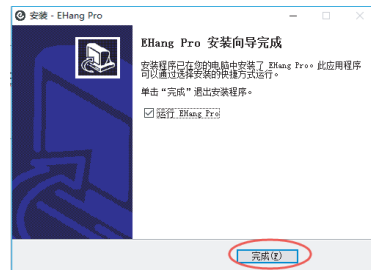 安装 - EHang Pro
EHang Pro 安装向导完成
安装程序已在您的电脑中安装了 EHang Pro。此应用程序
可以通过选择安装的快捷方式运行。
单击“完成”退出安装程序。
运行 EHang Pro
完成(F)